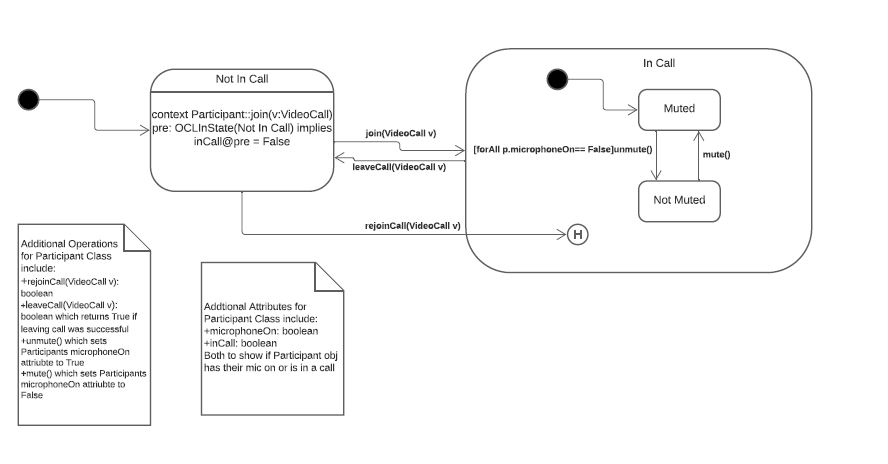 Not In Call
context Participant::join(v:VideoCall)
pre: OCLInState(Not In Call) implies
inCall@pre = False
join(VideoCall v)
leaveCall(VideoCall v)
rejoinCall(VideoCall v)
In Call
Muted
[forAll p.microphoneOn== False]unmute()
mute()
Not Muted
H
Additional Operations
for Participant Class
include:
+rejoinCall(VideoCall v):
boolean
+leaveCall(VideoCall v):
boolean which returns True if
leaving call was successful
+unmute() which sets
Participants microphoneOn
attriubte to True
+mute() which sets Participants
microphoneOn attriubte to
False
Addtional Attributes for
Participant Class include:
+microphoneOn: boolean
+inCall: boolean
Both to show if Participant obj
has their mic on or is in a call